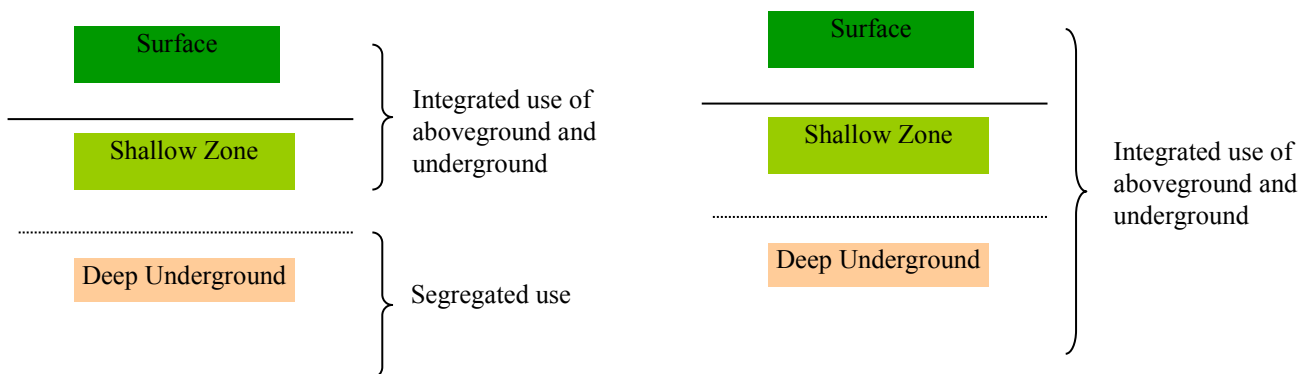 Surface
Shallow Zone
Deep Underground
Integrated use of
aboveground and
underground
Segregated use
Surface
Shallow Zone
Deep Underground
Integrated use of
aboveground and
underground